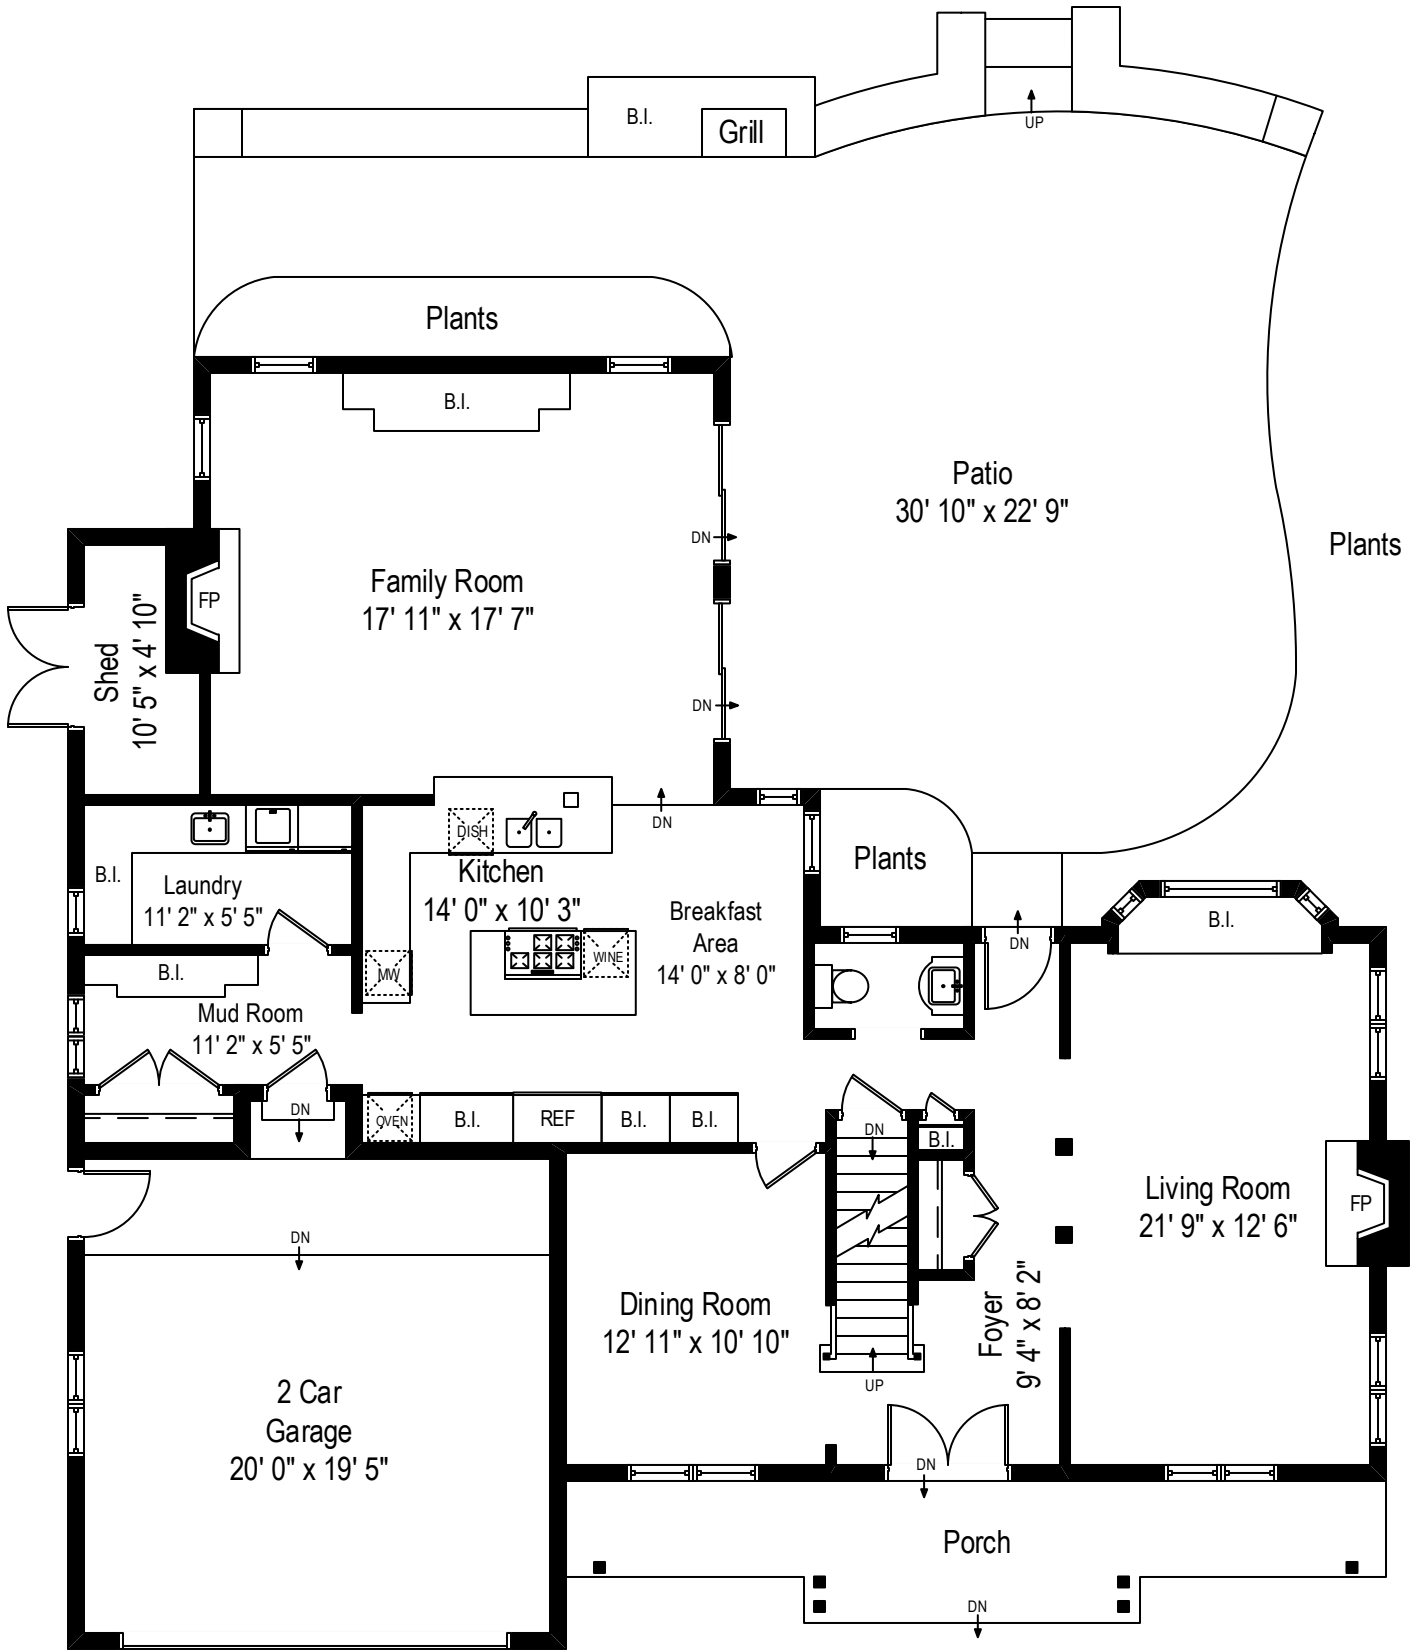 B.I.
Grill
UP
Plants
B.I.
Patio
30' 10" x 22' 9"
Plants
DN
Family Room
17' 11" x 17' 7"
FP
Shed
10' 5" x 4' 10"
DN
DN
DISH
Kitchen
14' 0" x 10' 3"
B.I.
Laundry
11' 2" x 5' 5"
Plants
Breakfast
Area
14' 0" x 8' 0"
B.I.
DN
WINE
MW
B.I.
Mud Room
11' 2" x 5' 5"
DN
OVEN
B.I.
REF
B.I.
B.I.
DN
B.I.
Living Room
21' 9" x 12' 6"
FP
DN
Dining Room
12' 11" x 10' 10"
Foyer
9' 4" x 8' 2"
UP
2 Car
Garage
20' 0" x 19' 5"
DN
Porch
DN